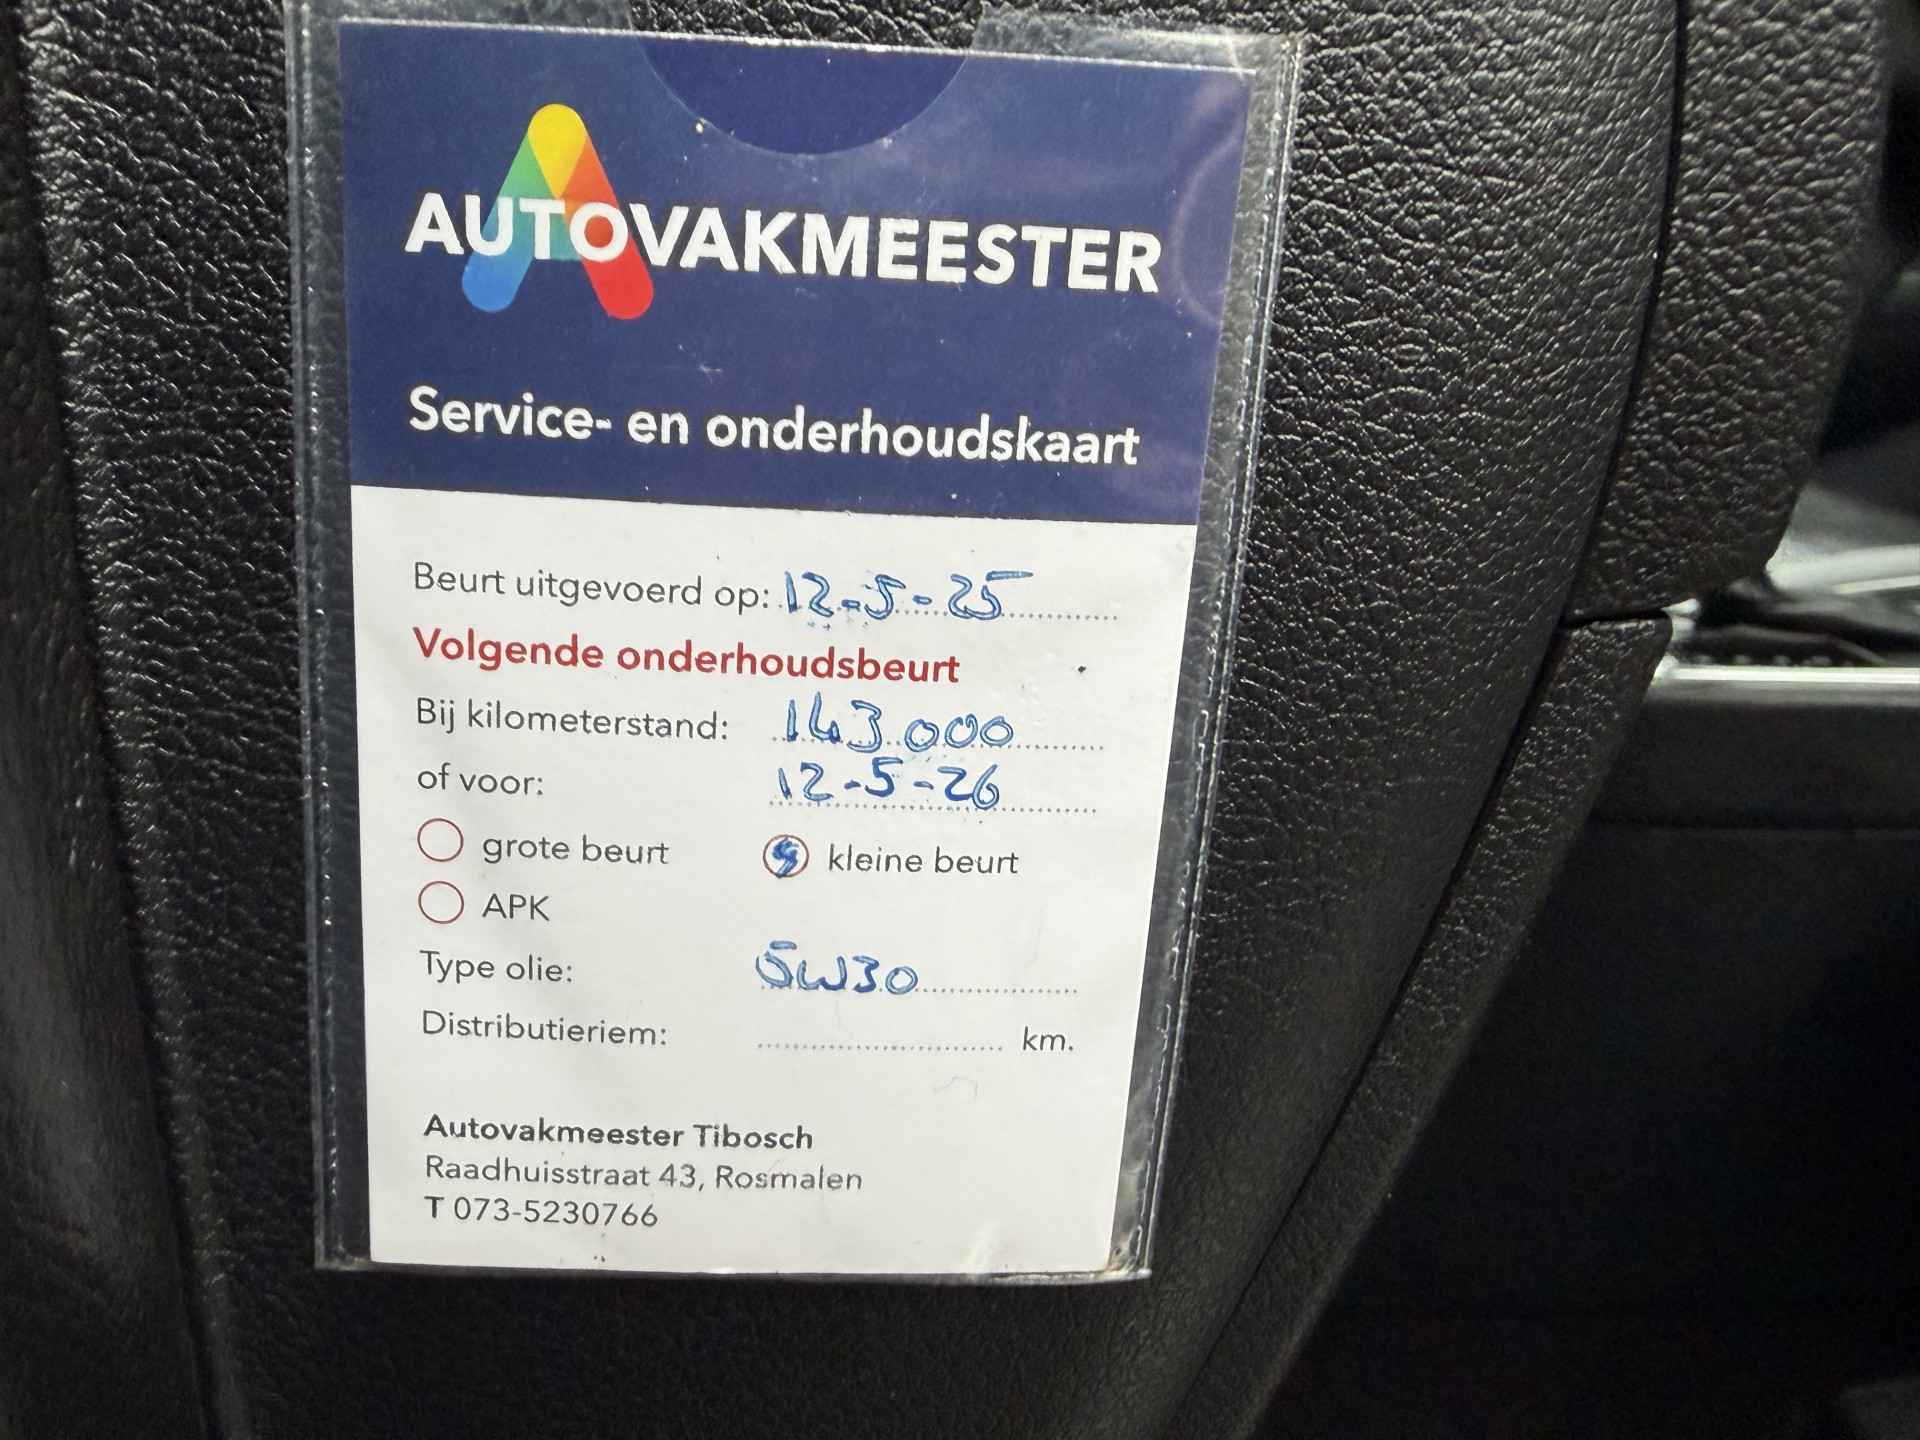 AUTOVAKMEESTER
Service- en onderhoudskaart
Beurt uitgevoerd op: 12-5-25
Volgende onderhoudsbeurt
Bij kilometerstand: 143.000
of voor: 12-5-26
grote beurt kleine beurt
APK
Type olie: 5W30
Distributieriem: km.
Autovakmeester Tibosch
Raadhuisstraat 43, Rosmalen
T 073-5230766